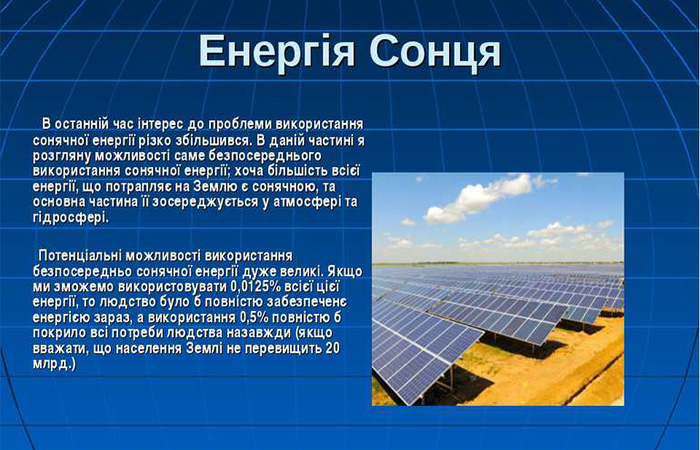 Енергія Сонця
В останній час інтерес до проблеми використання
сонячної енергії різко збільшився. В даній частині я
розгляну можливості саме безпосереднього
використання сонячної енергії; хоча більшість всієї
енергії, що потрапляє на Землю є сонячною, та
основна частина її зосереджується у атмосфері та
гідросфері.
Потенціальні можливості використання
безпосередньо сонячної енергії дуже великі. Якщо
ми зможемо використовувати 0,0125% всієї цієї
енергії, то людство було б повністю забезпеченє
енергією зараз, а використання 0,5% повністю б
покрило всі потреби людства назавжди (якщо
вважати, що населення Землі не перевищить 20
млрд.)